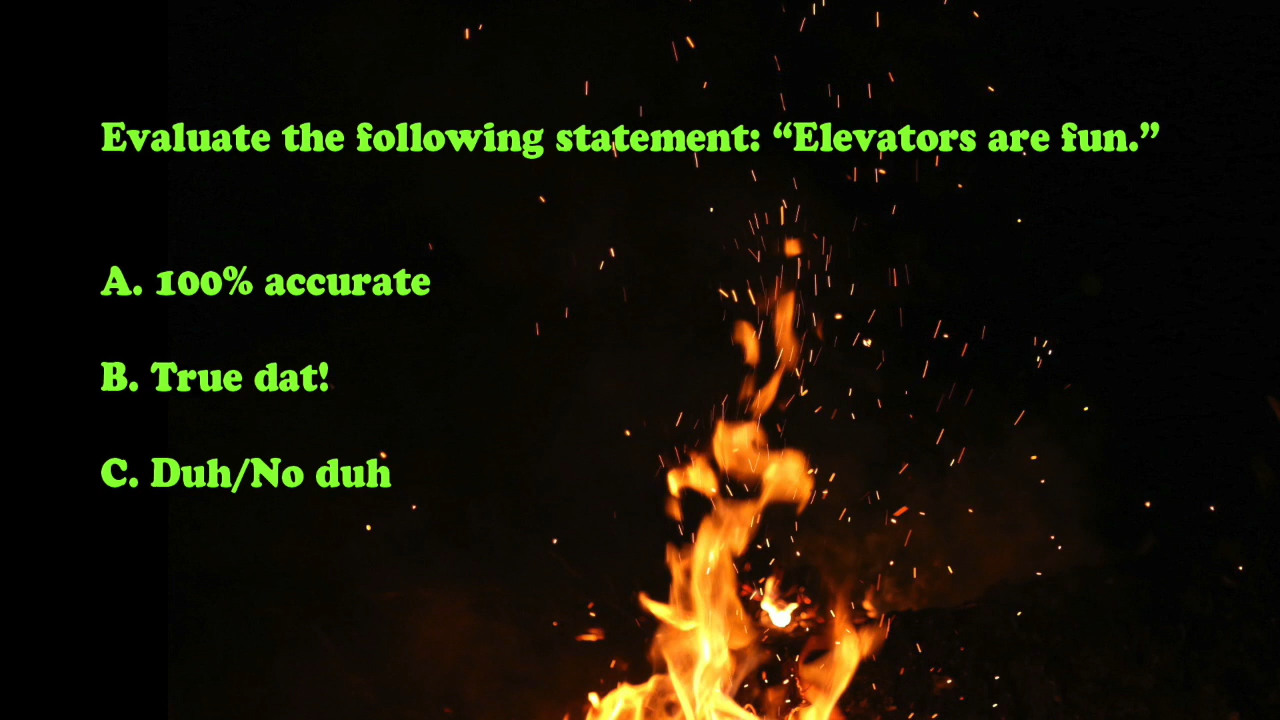 Evaluate the following statement: “Elevators are fun.”
A. 100% accurate
B. True dat!
C. Duh/No duh